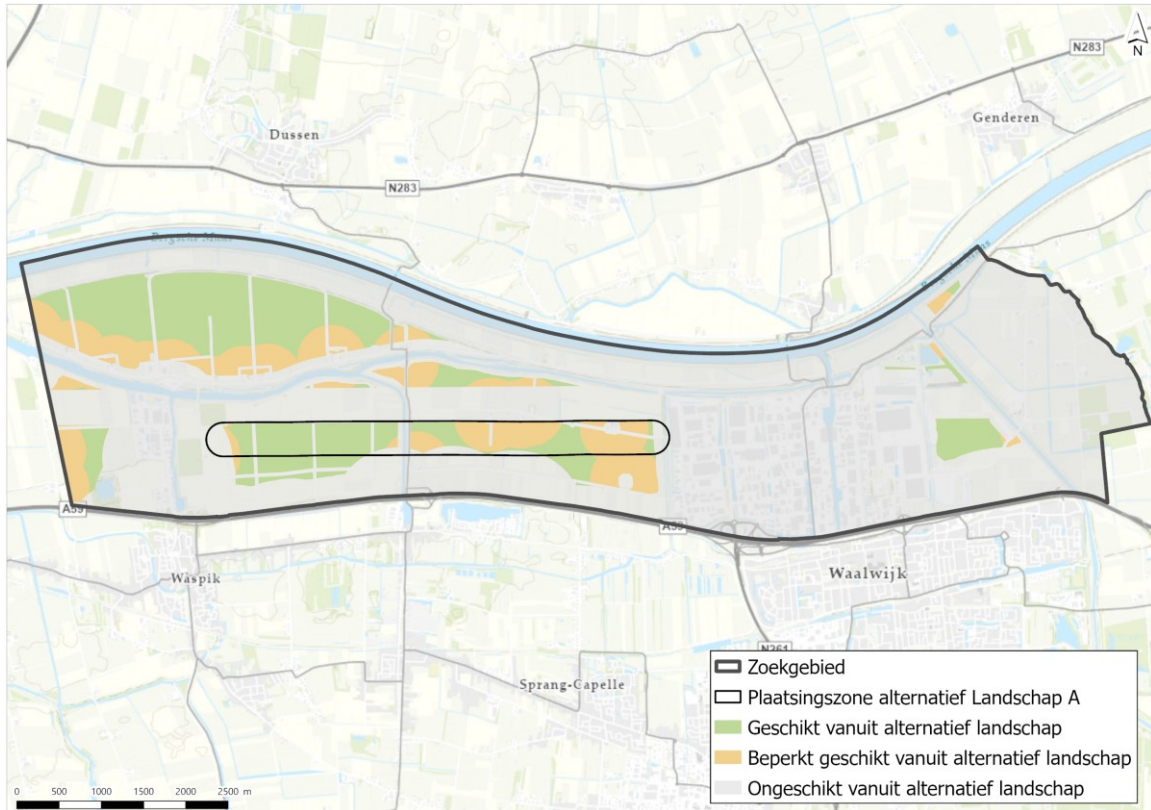 N
N283
Genderen
Dussen
N283
Bergsche Maas
A59
A59
Waspik
Waalwijk
N261
Sprang-Capelle
Zoekgebied
Plaatsingszone alternatief Landschap A
Geschikt vanuit alternatief landschap
Beperkt geschikt vanuit alternatief landschap
Ongeschikt vanuit alternatief landschap
0 500 1000 1500 2000 2500 m